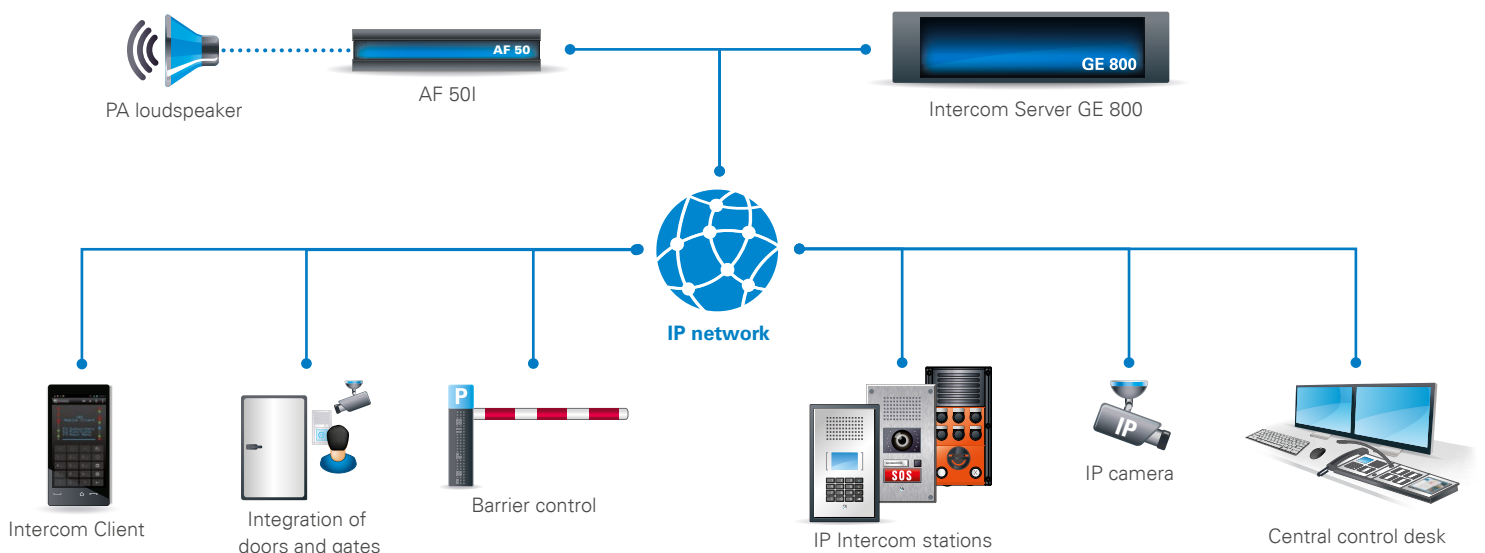 AF 50
GE 800
PA loudspeaker
AF 50I
Intercom Server GE 800
IP network
P
SOS
IP
Intercom Client
Integration of
doors and gates
Barrier control
IP Intercom stations
IP camera
Central control desk